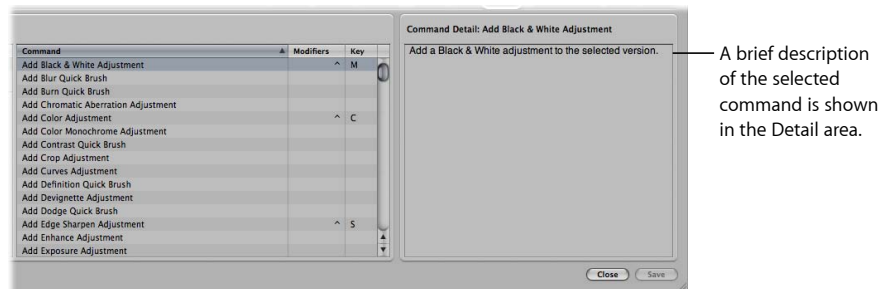 Command Detail: Add Black & White Adjustment
Command Modifiers Key
Add Black & White Adjustment ^ M
Add Blur Quick Brush
Add Burn Quick Brush
Add Chromatic Aberration Adjustment
Add Color Adjustment ^ C
Add Color Monochrome Adjustment
Add Contrast Quick Brush
Add Crop Adjustment
Add Curves Adjustment
Add Definition Quick Brush
Add Devignette Adjustment
Add Dodge Quick Brush
Add Edge Sharpen Adjustment ^ S
Add Enhance Adjustment
Add Exposure Adjustment
Add a Black & White adjustment to the selected version.
Close Save
A brief description
of the selected
command is shown
in the Detail area.